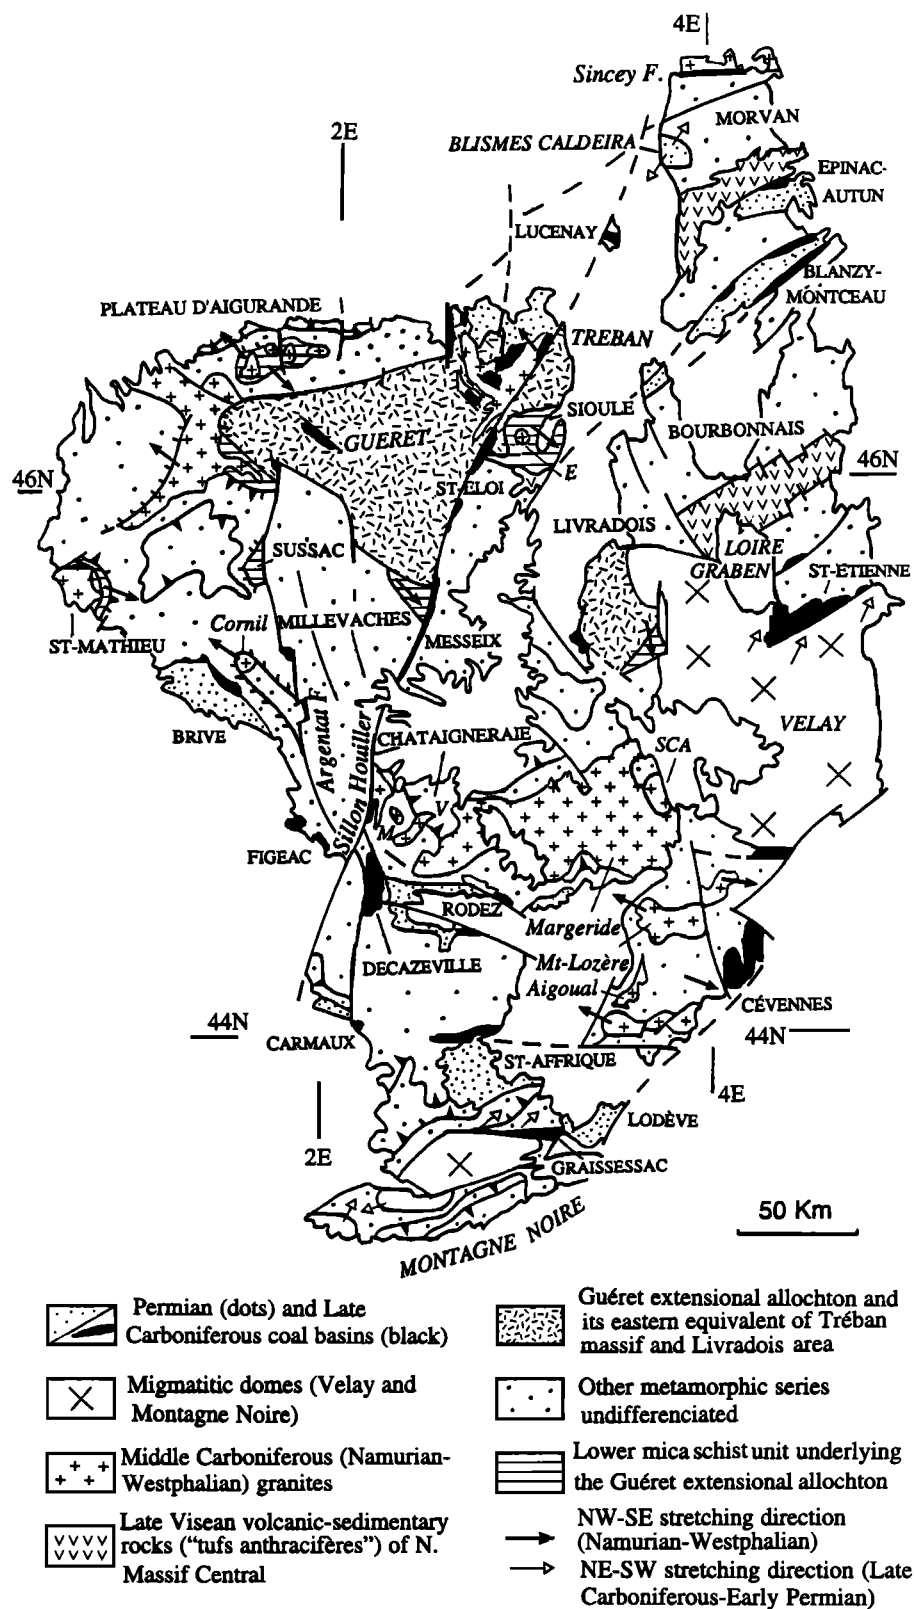 4E
Sincey F.
MORVAN
2E
BLISMES CALDEIRA
EPINAC-
AUTUN
LUCENAY
BLANZY-
MONTCEAU
PLATEAU D'AIGURANDE
TREBAN
SIOULE
GUERET
BOURBONNAIS
46N
E
46N
ST-ELOI
LIVRADOIS
SUSSAC
LOIRE
GRABEN
ST-ETIENNE
Cornil
MILLEVACHES
ST-MATHIEU
MESSEIX
BRIVE
Argentat F
Sillon Houiller
CHATAIGNERAIE
SCA
VELAY
V
M
FIGEAC
RODEZ
Margeride
DECAZEVILLE
Mt-Lozère
Aigoual
CÉVENNES
44N
44N
CARMAUX
ST-AFFRIQUE
4E
LODÈVE
2E
GRAISSESSAC
50 Km
MONTAGNE NOIRE
Permian (dots) and Late
Carboniferous coal basins (black)
Migmatitic domes (Velay and
Montagne Noire)
Middle Carboniferous (Namurian-
Westphalian) granites
Late Visean volcanic-sedimentary
rocks ("tufs anthracifères") of N.
Massif Central
Guéret extensional allochton and
its eastern equivalent of Tréban
massif and Livradois area
Other metamorphic series
undifferenciated
Lower mica schist unit underlying
the Guéret extensional allochton
NW-SE stretching direction
(Namurian-Westphalian)
NE-SW stretching direction (Late
Carboniferous-Early Permian)